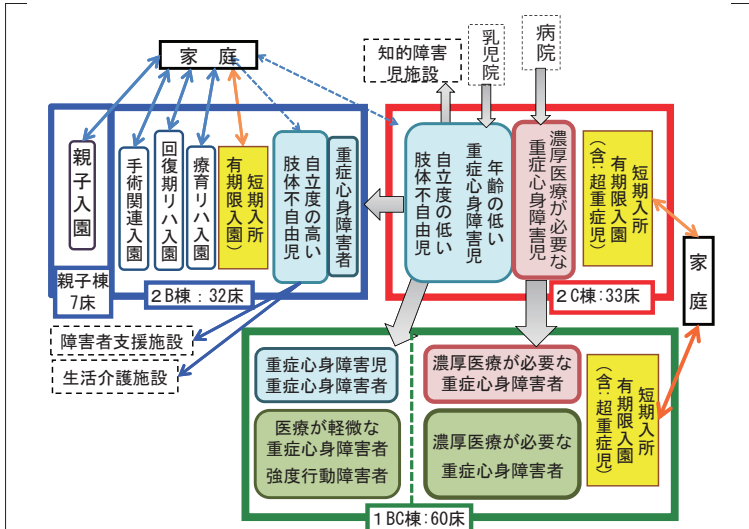 家 庭
知的障害
児施設
乳児院
病院
親子入園
手術関連入園
回復期リハ入園
療育リハ入園
短期入所
有期限入園)
自立度の高い
肢体不自由児
重症心身障害者
年齢の低い
重症心身障害児
自立度の低い
肢体不自由児
濃厚医療が必要な
重症心身障害児
短期入所
有期限入園
(含:超重症児)
家 庭
親子棟
7床
2B棟:32床
2C棟:33床
障害者支援施設
生活介護施設
重症心身障害児
重症心身障害者
濃厚医療が必要な
重症心身障害者
短期入所
有期限入園
(含:超重症児)
医療が軽微な
重症心身障害者
強度行動障害者
濃厚医療が必要な
重症心身障害者
1BC棟:60床